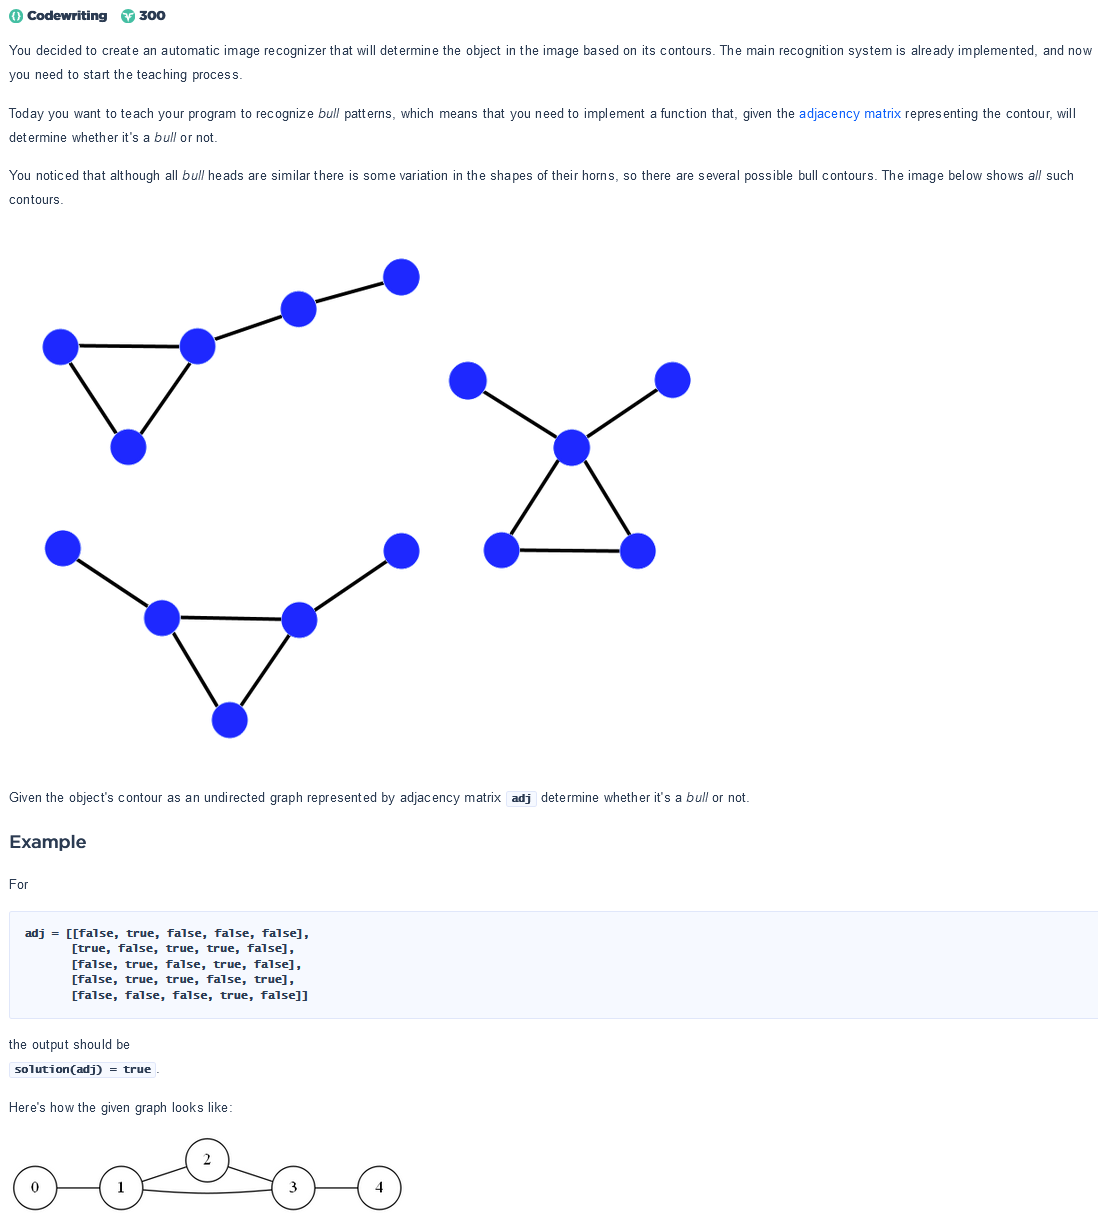 Codewriting 300
You decided to create an automatic image recognizer that will determine the object in the image based on its contours. The main recognition system is already implemented, and now
you need to start the teaching process.
Today you want to teach your program to recognize bull patterns, which means that you need to implement a function that, given the adjacency matrix representing the contour, will
determine whether it's a bull or not.
You noticed that although all bull heads are similar there is some variation in the shapes of their horns, so there are several possible bull contours. The image below shows all such
contours.
Given the object's contour as an undirected graph represented by adjacency matrix adj determine whether it's a bull or not.
Example
For
adj = [[false, true, false, false, false],
[true, false, true, true, false],
[false, true, false, true, false],
[false, true, true, false, true],
[false, false, false, true, false]]
the output should be
solution(adj) = true.
Here's how the given graph looks like:
2
0 1 3 4